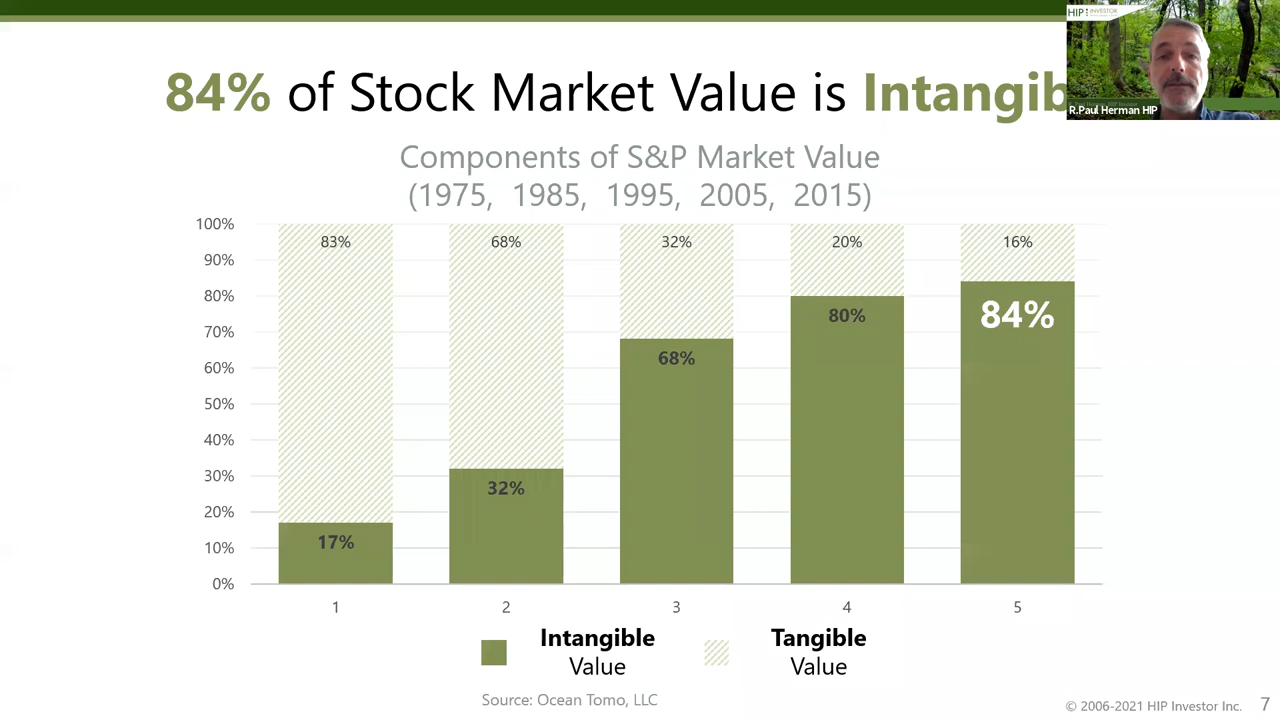 HIP INVESTOR
R.Paul Herman HIP
84% of Stock Market Value is Intangib
Components of S&P Market Value
(1975, 1985, 1995, 2005, 2015)
100%
90%
80%
70%
60%
50%
40%
30%
20%
10%
0%
83%
68%
32%
20%
16%
17%
32%
68%
80%
84%
1
2
3
4
5
Intangible
Value
Tangible
Value
Source: Ocean Tomo, LLC
© 2006-2021 HIP Investor Inc.
7